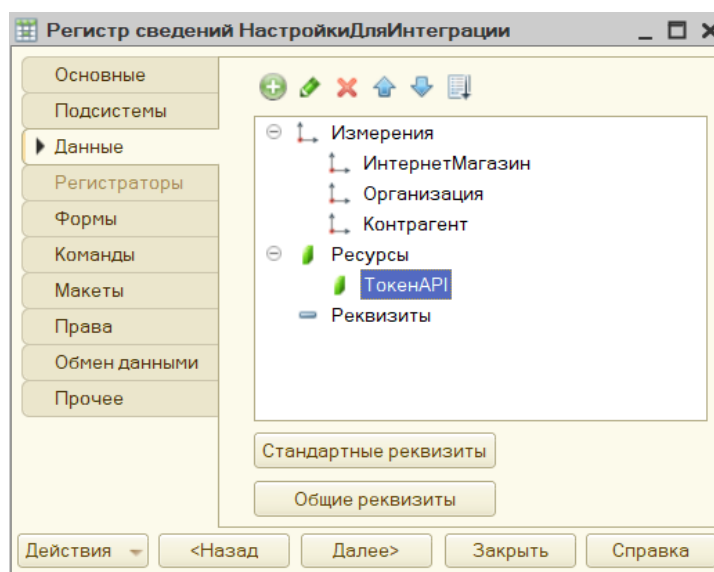 Регистр сведений НастройкиДляИнтеграции
Основные
Подсистемы
Данные
Регистраторы
Формы
Команды
Макеты
Права
Обмен данными
Прочее
Измерения
ИнтернетМагазин
Организация
Контрагент
Ресурсы
ТокенAPI
Реквизиты
Стандартные реквизиты
Общие реквизиты
Действия
<Назад
Далее>
Закрыть
Справка